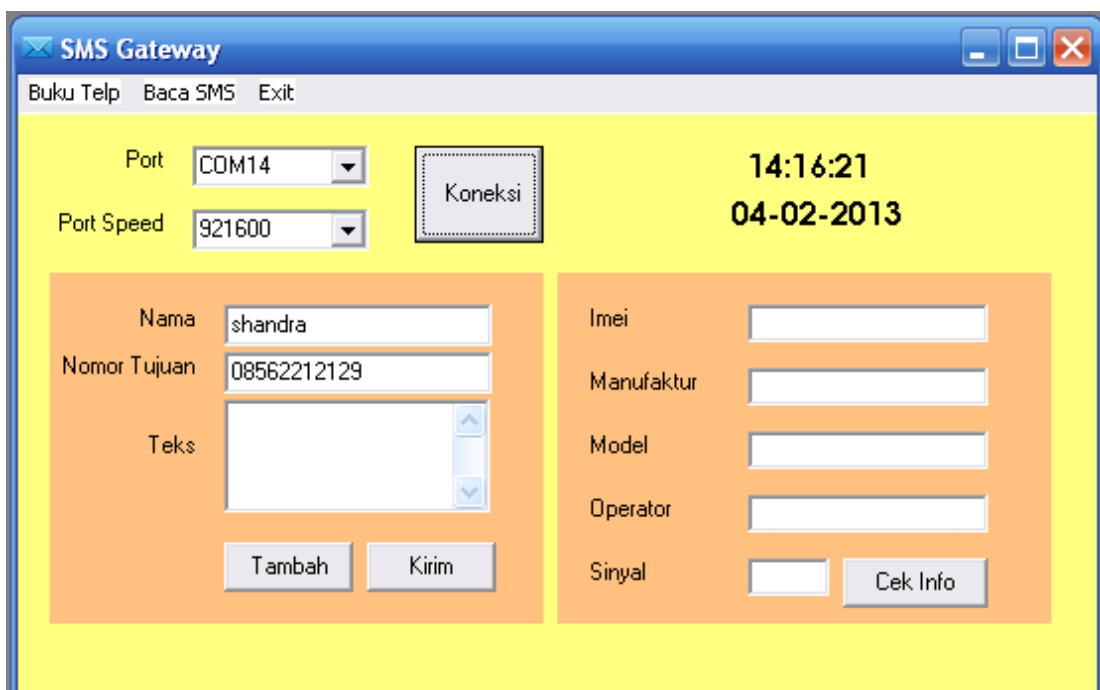 SMS Gateway
Buku Telp Baca SMS Exit
Port COM14
Port Speed 921600
Koneksi
14:16:21
04-02-2013
Nama shandra
Nomor Tujuan 08562212129
Teks
Tambah Kirim
Imei
Manufaktur
Model
Operator
Sinyal
Cek Info